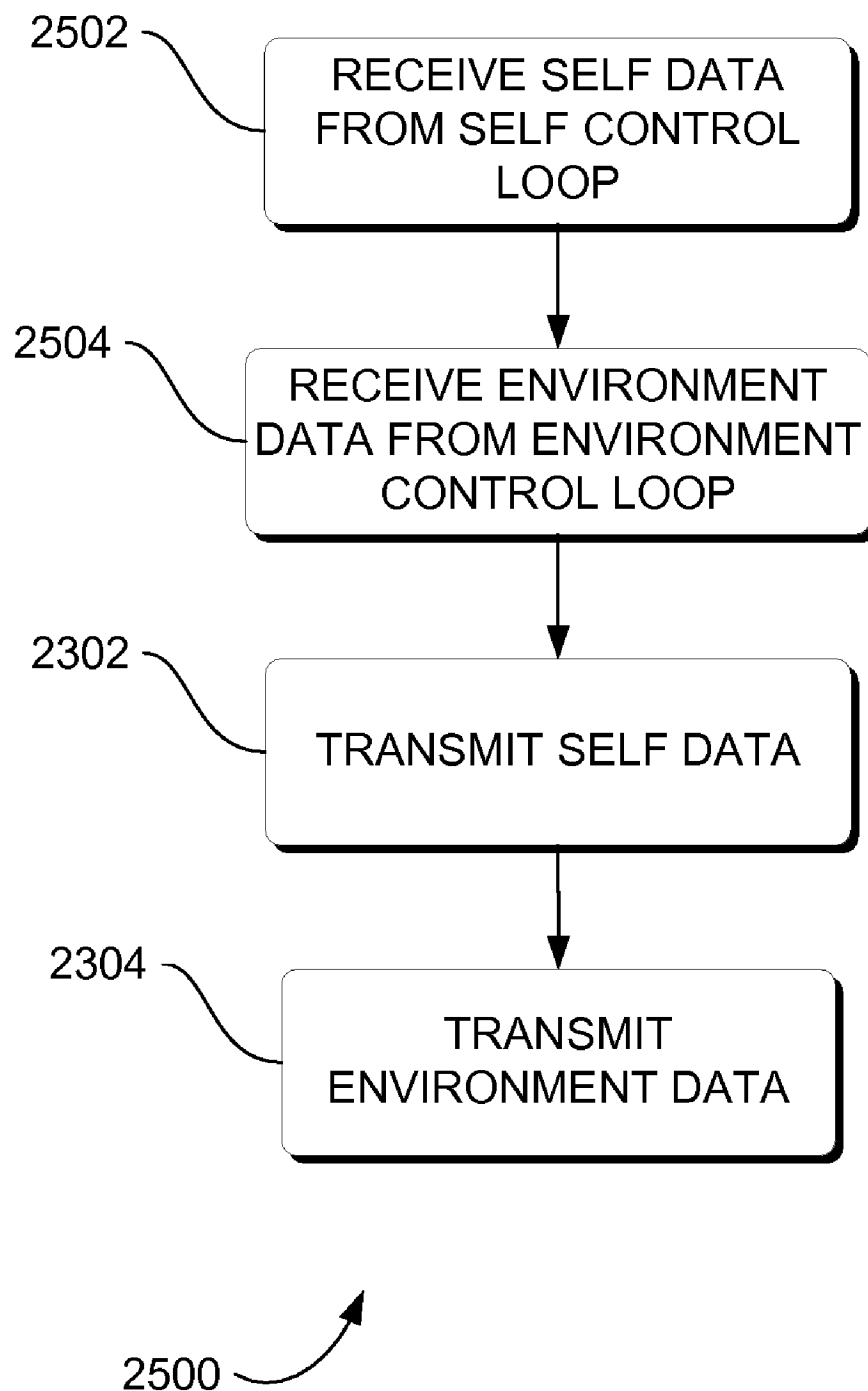 2502
RECEIVE SELF DATA
FROM SELF CONTROL
LOOP
2504
RECEIVE ENVIRONMENT
DATA FROM ENVIRONMENT
CONTROL LOOP
2302
TRANSMIT SELF DATA
2304
TRANSMIT
ENVIRONMENT DATA
2500